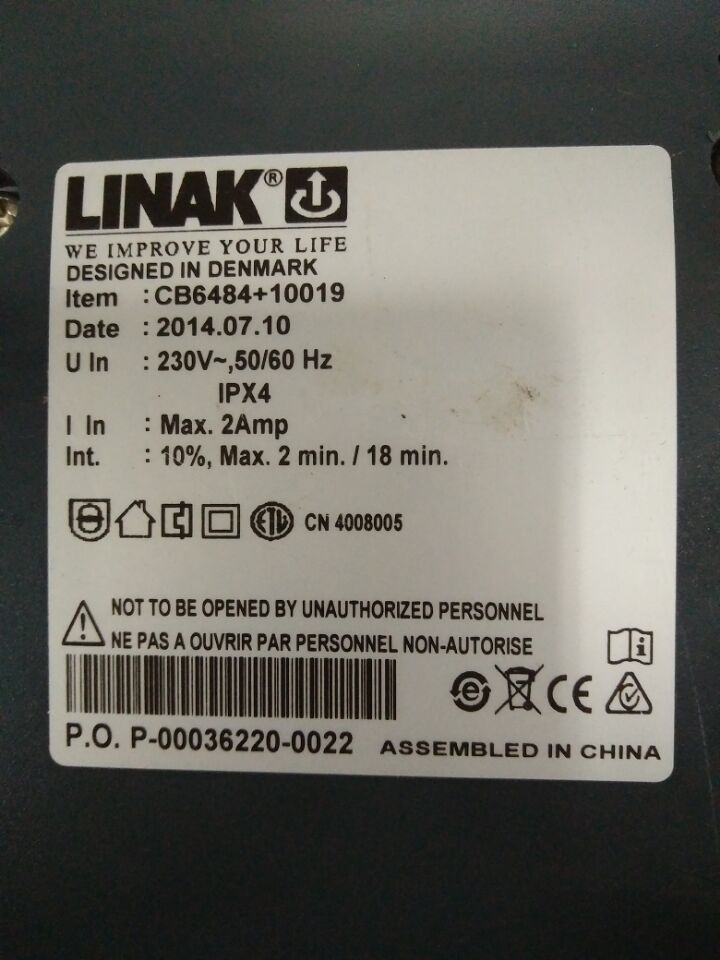 LINAK®
WE IMPROVE YOUR LIFE
DESIGNED IN DENMARK
Item : CB6484+10019
Date : 2014.07.10
U In : 230V~,50/60 Hz
IPX4
I In : Max. 2Amp
Int. : 10%, Max. 2 min. / 18 min.
ETL CN 4008005
NOT TO BE OPENED BY UNAUTHORIZED PERSONNEL
NE PAS A OUVRIR PAR PERSONNEL NON-AUTORISE
CE
P.O. P-00036220-0022 ASSEMBLED IN CHINA